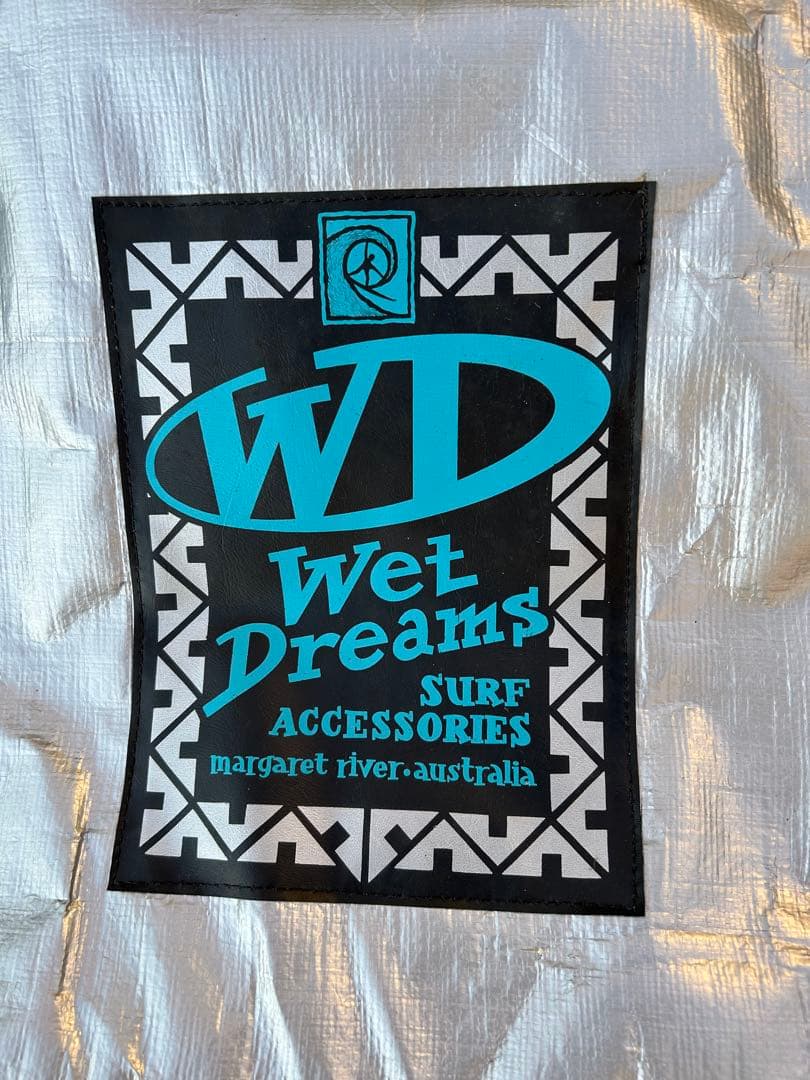 WD
Wet
Dreams
SURF
ACCESSORIES
margaret river•australia